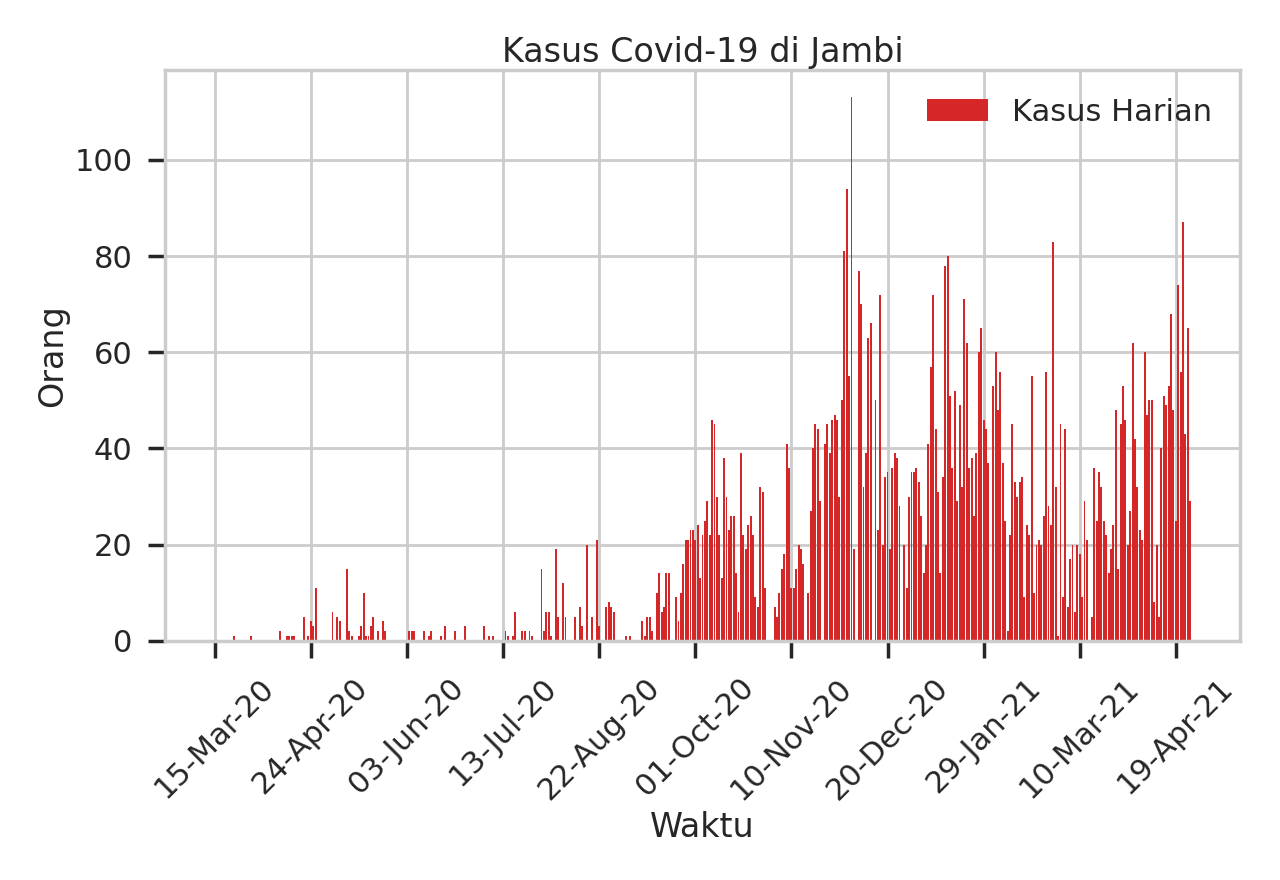 Kasus Covid-19 di Jambi
Kasus Harian
Orang
100
80
60
40
20
0
15-Mar-20
24-Apr-20
03-Jun-20
13-Jul-20
22-Aug-20
01-Oct-20
10-Nov-20
20-Dec-20
29-Jan-21
10-Mar-21
19-Apr-21
Waktu